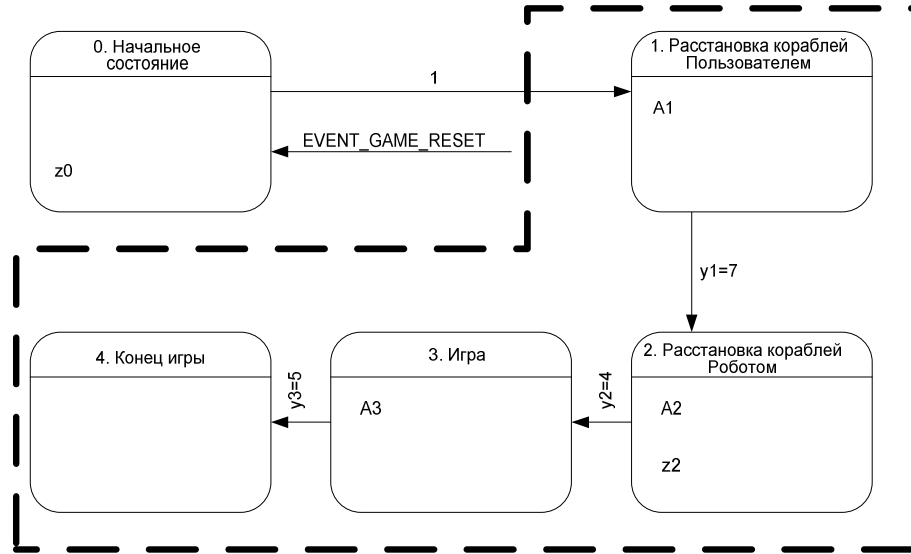 0. Начальное
состояние
z0
1
EVENT_GAME_RESET
1. Расстановка кораблей
Пользователем
A1
y1=7
4. Конец игры
y3=5
3. Игра
A3
y2=4
2. Расстановка кораблей
Роботом
A2
z2